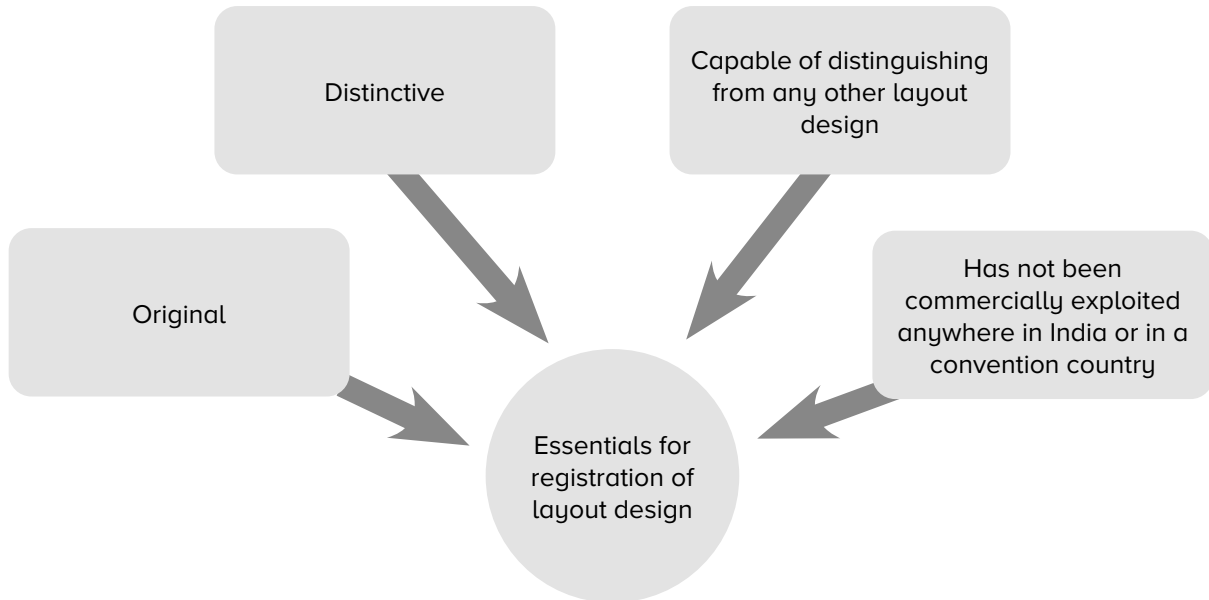 Distinctive
Capable of distinguishing
from any other layout
design
Original
Has not been
commercially exploited
anywhere in India or in a
convention country
Essentials for
registration of
layout design